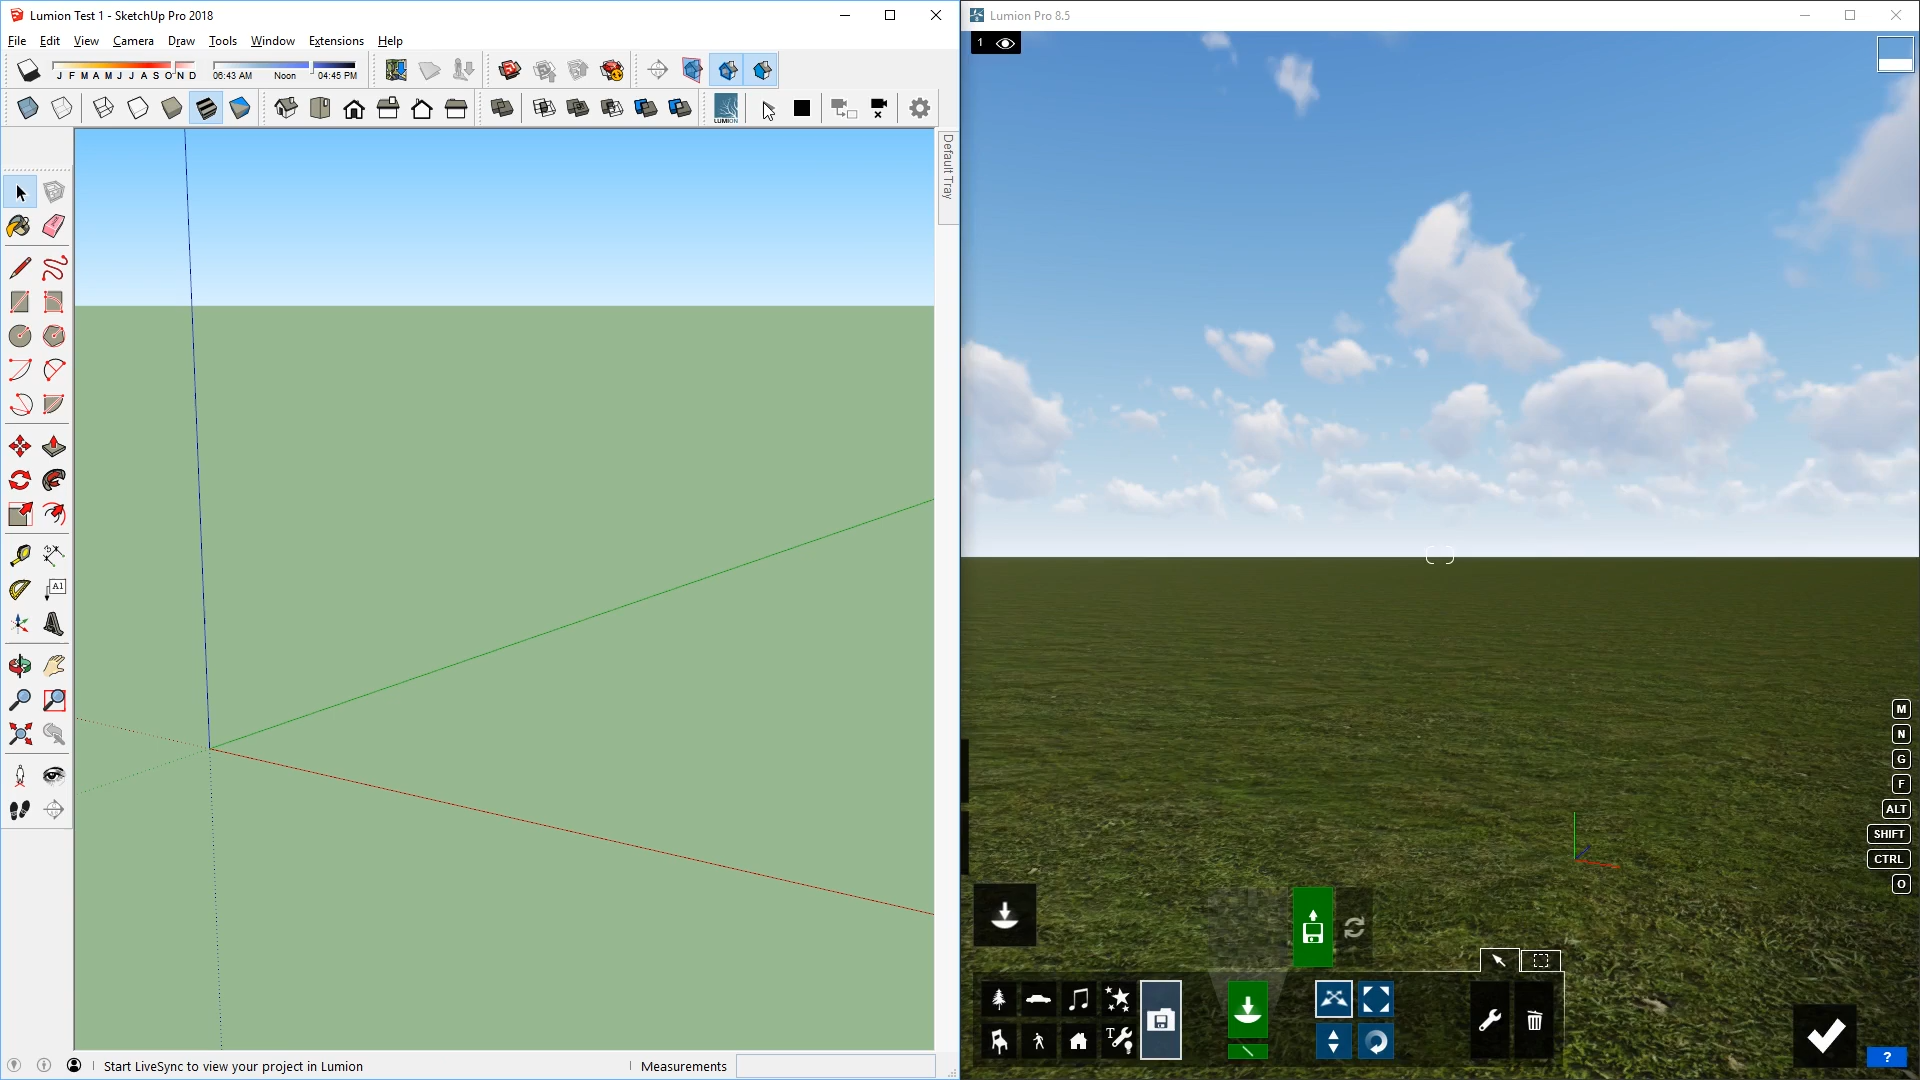 Lumion Test 1 - SketchUp Pro 2018
File Edit View Camera Draw Tools Window Extensions Help
J F M A M J J A S O N D
06:43 AM Noon 04:45 PM
LUMION
Default Tray
A1
Start LiveSync to view your project in Lumion
Measurements
Lumion Pro 8.5
1
M
N
G
F
ALT
SHIFT
CTRL
O
T
?